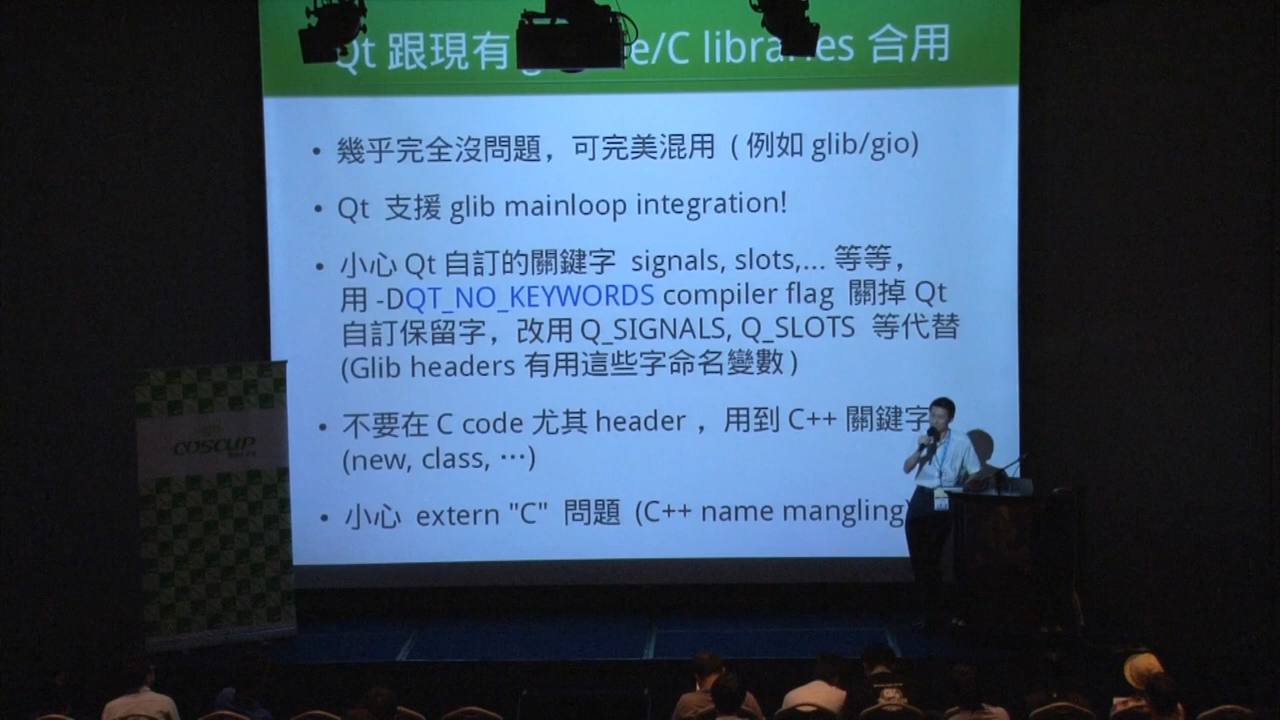 Qt 跟現有 e/C libraries 合用
• 幾乎完全沒問題，可完美混用 ( 例如 glib/gio)
• Qt 支援 glib mainloop integration!
• 小心 Qt 自訂的關鍵字 signals, slots,... 等等，
用 -DQT_NO_KEYWORDS compiler flag 關掉 Qt
自訂保留字，改用 Q_SIGNALS, Q_SLOTS 等代替
(Glib headers 有用這些字命名變數 )
• 不要在 C code 尤其 header ，用到 C++ 關鍵字
(new, class, …)
• 小心 extern "C" 問題 (C++ name mangling)
COSCUP